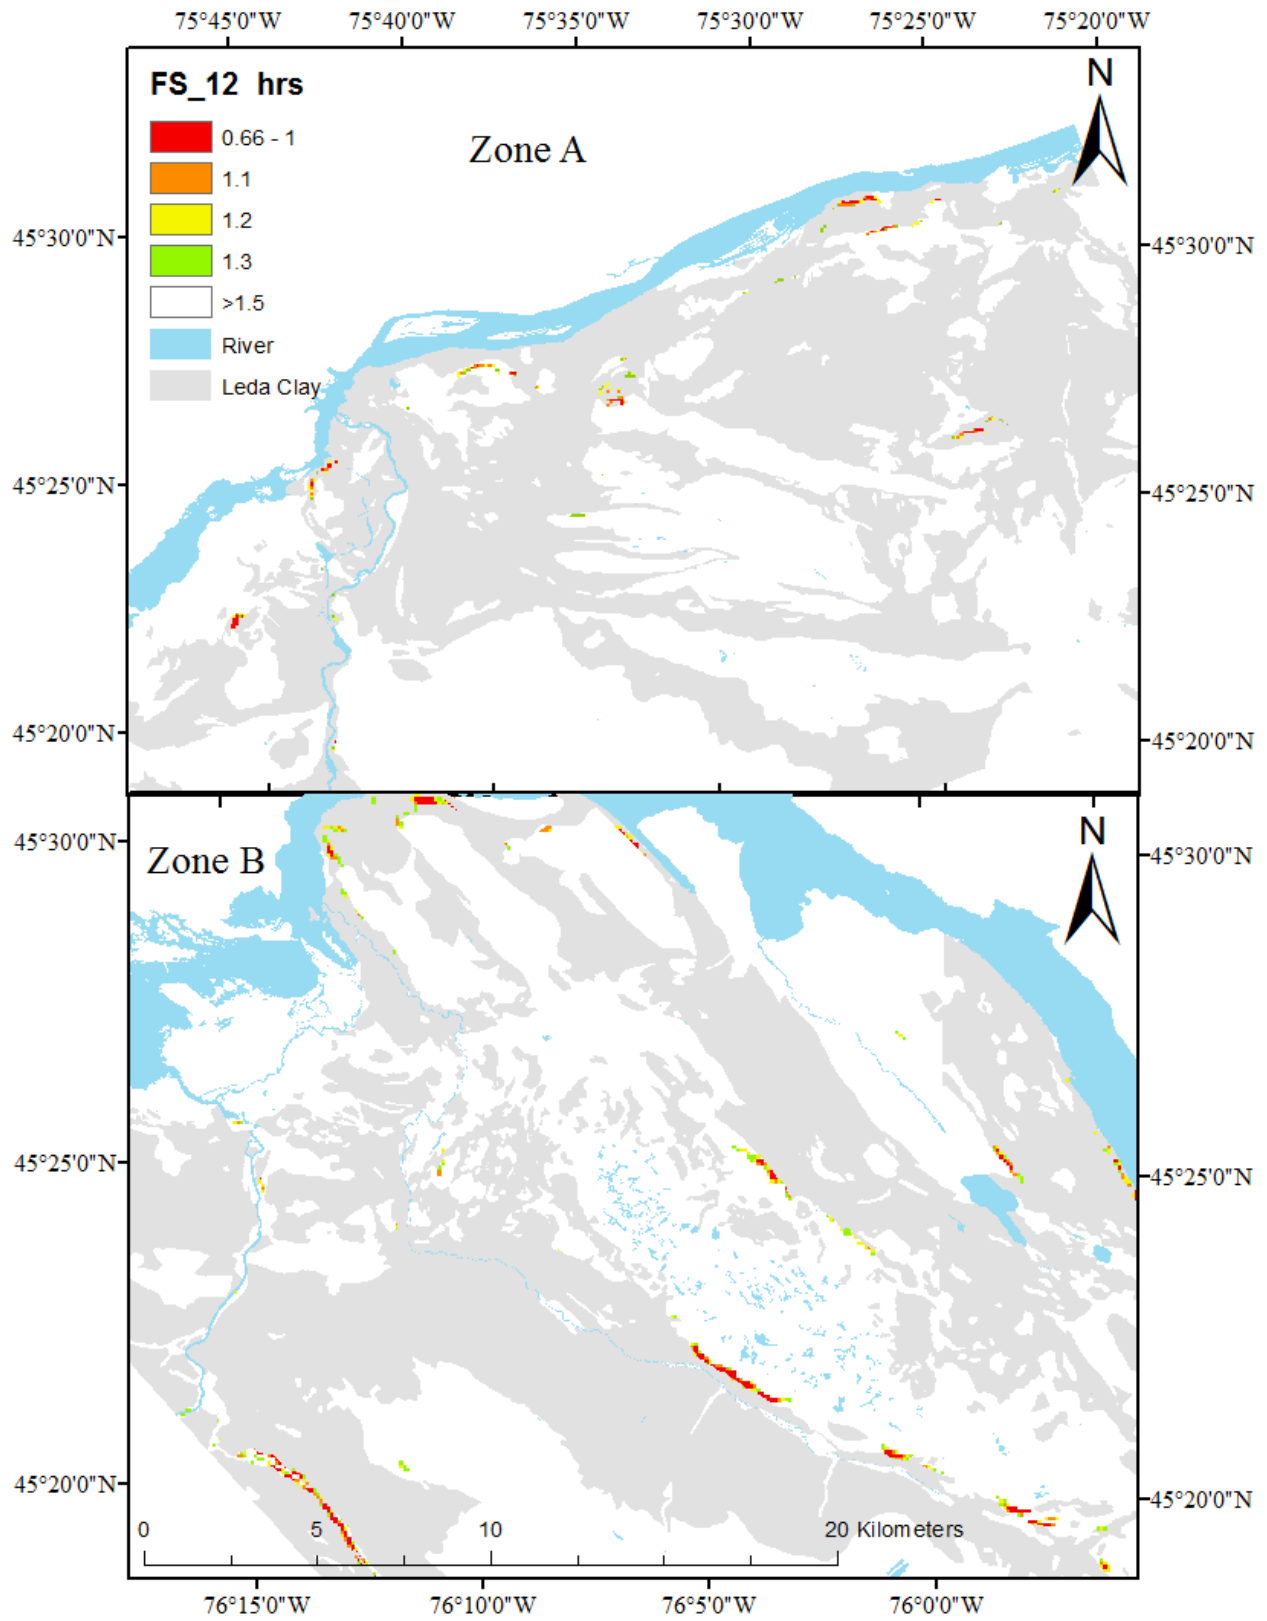 75°45'0"W 75°40'0"W 75°35'0"W 75°30'0"W 75°25'0"W 75°20'0"W
FS_12 hrs
N
0.66 - 1
Zone A
1.1
1.2
45°30'0"N 45°30'0"N
1.3
>1.5
River
Leda Clay
45°25'0"N 45°25'0"N
45°20'0"N 45°20'0"N
N
45°30'0"N 45°30'0"N
Zone B
45°25'0"N 45°25'0"N
45°20'0"N 45°20'0"N
0 5 10 20 Kilometers
76°15'0"W 76°10'0"W 76°5'0"W 76°0'0"W